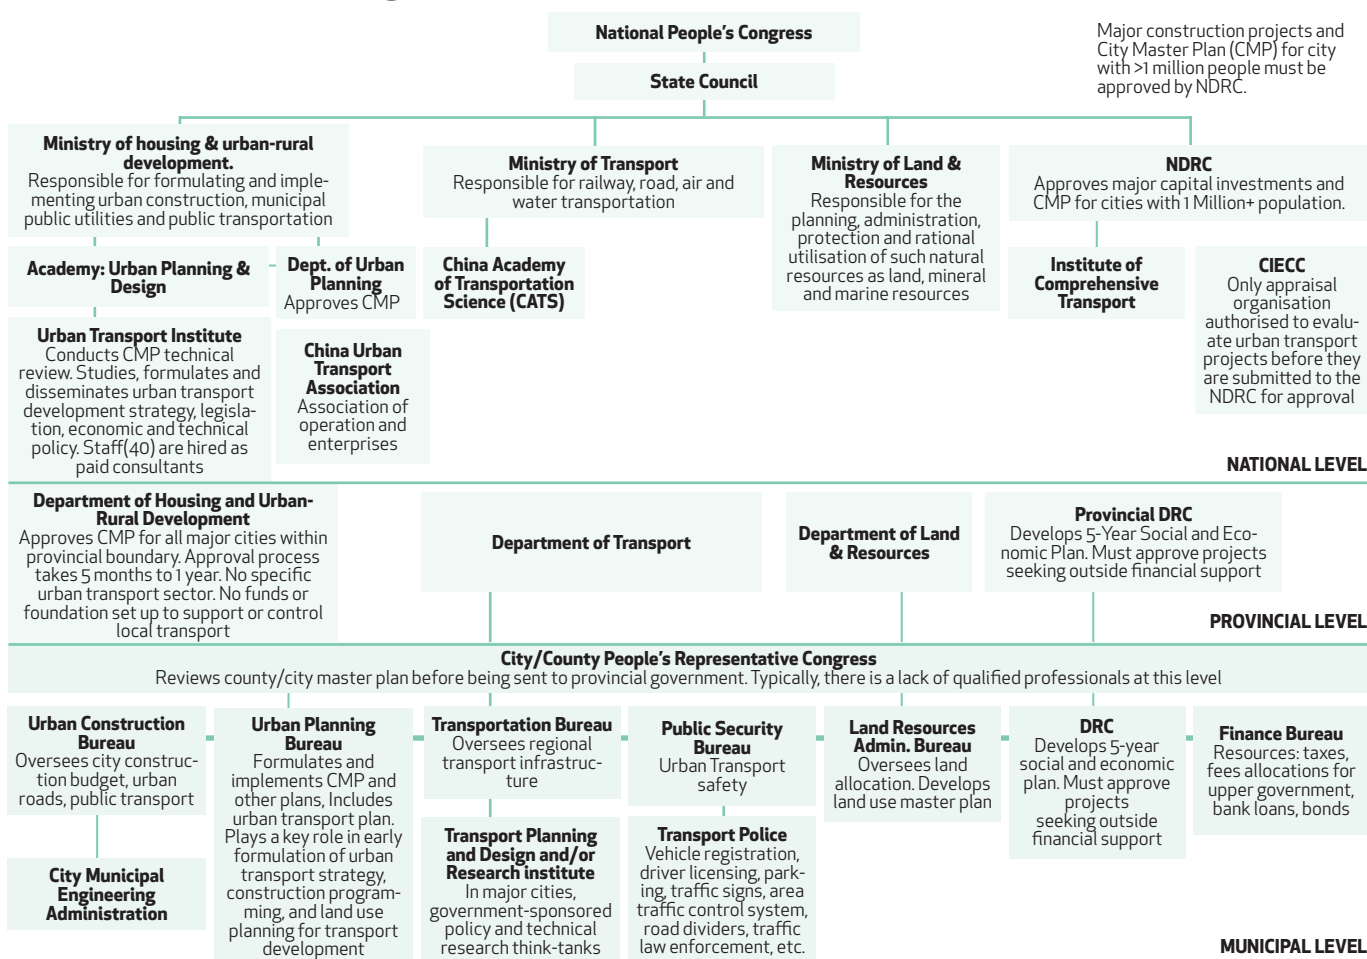 National People's Congress
State Council
Major construction projects and
City Master Plan (CMP) for city
with >1 million people must be
approved by NDRC.
Ministry of housing & urban-rural
development.
Responsible for formulating and imple-
menting urban construction, municipal
public utilities and public transportation
Ministry of Transport
Responsible for railway, road, air and
water transportation
Ministry of Land &
Resources
Responsible for the
planning, administration,
protection and rational
utilisation of such natural
resources as land, mineral
and marine resources
NDRC
Approves major capital investments and
CMP for cities with 1 Million+ population.
Academy: Urban Planning &
Design
Dept. of Urban
Planning
Approves CMP
China Academy
of Transportation
Science (CATS)
Institute of
Comprehensive
Transport
CIECC
Only appraisal
organisation
authorised to evalu-
ate urban transport
projects before they
are submitted to the
NDRC for approval
Urban Transport Institute
Conducts CMP technical
review. Studies, formulates and
disseminates urban transport
development strategy, legisla-
tion, economic and technical
policy. Staff(40) are hired as
paid consultants
China Urban
Transport
Association
Association of
operation and
enterprises
NATIONAL LEVEL
Department of Housing and Urban-
Rural Development
Approves CMP for all major cities within
provincial boundary. Approval process
takes 5 months to 1 year. No specific
urban transport sector. No funds or
foundation set up to support or control
local transport
Department of Transport
Department of Land
& Resources
Provincial DRC
Develops 5-Year Social and Eco-
nomic Plan. Must approve projects
seeking outside financial support
PROVINCIAL LEVEL
City/County People's Representative Congress
Reviews county/city master plan before being sent to provincial government. Typically, there is a lack of qualified professionals at this level
Urban Construction
Bureau
Oversees city construc-
tion budget, urban
roads, public transport
City Municipal
Engineering
Administration
Urban Planning
Bureau
Formulates and
implements CMP and
other plans, Includes
urban transport plan.
Plays a key role in early
formulation of urban
transport strategy,
construction program-
ming, and land use
planning for transport
development
Transportation Bureau
Oversees regional
transport infrastruc-
ture
Transport Planning
and Design and/or
Research institute
In major cities,
government-sponsored
policy and technical
research think-tanks
Public Security
Bureau
Urban Transport
safety
Transport Police
Vehicle registration,
driver licensing, park-
ing, traffic signs, area
traffic control system,
road dividers, traffic
law enforcement, etc.
Land Resources
Admin. Bureau
Oversees land
allocation. Develops
land use master plan
DRC
Develops 5-year
social and economic
plan. Must approve
projects
seeking outside
financial support
Finance Bureau
Resources: taxes,
fees allocations for
upper government,
bank loans, bonds
MUNICIPAL LEVEL